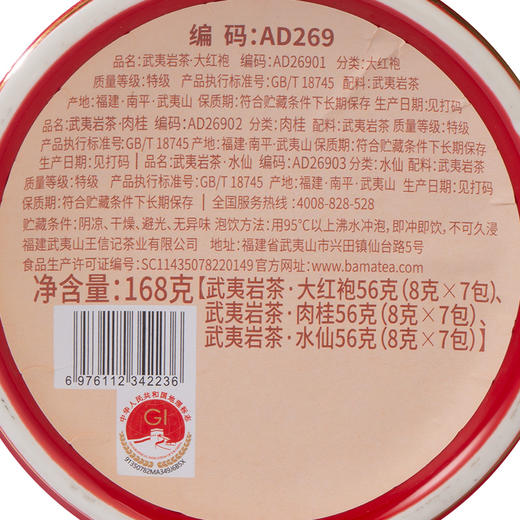 编 码:AD269
品名:武夷岩茶·大红袍 编码:AD26901 分类:大红袍
质量等级:特级 产品执行标准号:GB/T 18745 配料:武夷岩茶
产地:福建·南平·武夷山 保质期:符合贮藏条件下长期保存 生产日期:见打码
品名:武夷岩茶·肉桂 编码:AD26902 分类:肉桂 配料:武夷岩茶 质量等级:特级
产品执行标准号:GB/T 18745 产地:福建·南平·武夷山 保质期:符合贮藏条件下长期保存
生产日期:见打码 | 品名:武夷岩茶·水仙 编码:AD26903 分类:水仙 配料:武夷岩茶
质量等级:特级 产品执行标准号:GB/T 18745 产地:福建·南平·武夷山 生产日期:见打码
保质期:符合贮藏条件下长期保存 | 全国服务热线:4008-828-528
贮藏条件:阴凉、干燥、避光、无异味 泡饮方法:用95°C以上沸水冲泡,即冲即饮,不可久浸
福建武夷山王信记茶业有限公司 地址:福建省武夷山市兴田镇仙台路5号
食品生产许可证编号:SC11435078220149 官方网址:www.bamatea.com
净含量:168克【武夷岩茶·大红袍56克(8克×7包)、
武夷岩茶·肉桂56克(8克×7包)、
武夷岩茶·水仙56克(8克×7包)】
6 976112 342236
中华人民共和国地理标志
GI
91350782MA349J6B5X